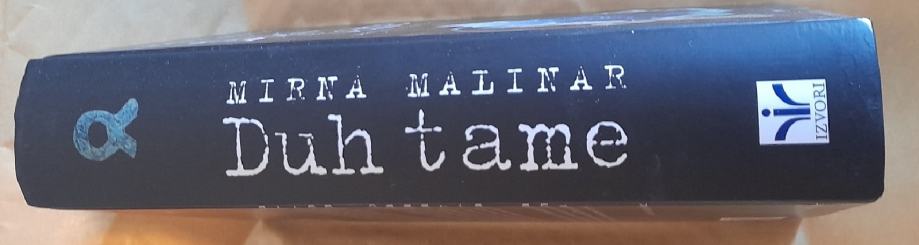 MIRNA MALINAR
Duh tame
IZVORI